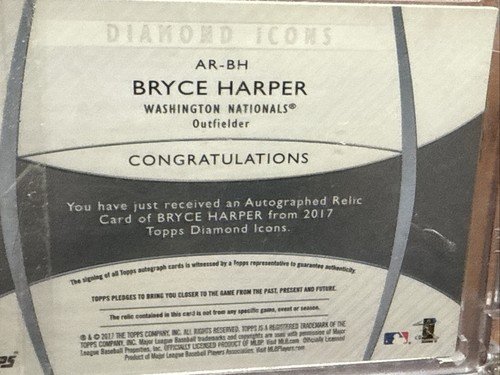 DIAMOND ICONS
AR-BH
BRYCE HARPER
WASHINGTON NATIONALS®
Outfielder
CONGRATULATIONS
You have just received an Autographed Relic
Card of BRYCE HARPER from 2017
Topps Diamond Icons.
The signing of all Topps autograph cards is witnessed by a Topps representative to guarantee authenticity.
TOPPS PLEDGES TO BRING YOU CLOSER TO THE GAME FROM THE PAST, PRESENT AND FUTURE.
The relic contained in this card is not from any specific game, event or season.
® & © 2017 THE TOPPS COMPANY, INC. ALL RIGHTS RESERVED. TOPPS IS A REGISTERED TRADEMARK OF THE
TOPPS COMPANY, INC. Major League Baseball trademarks and copyrights are used with permission of Major
League Baseball Properties, Inc. OFFICIALLY LICENSED PRODUCT OF MLBP. Visit MLB.com. Officially Licensed
Product of Major League Baseball Players Association. Visit MLBPlayers.com